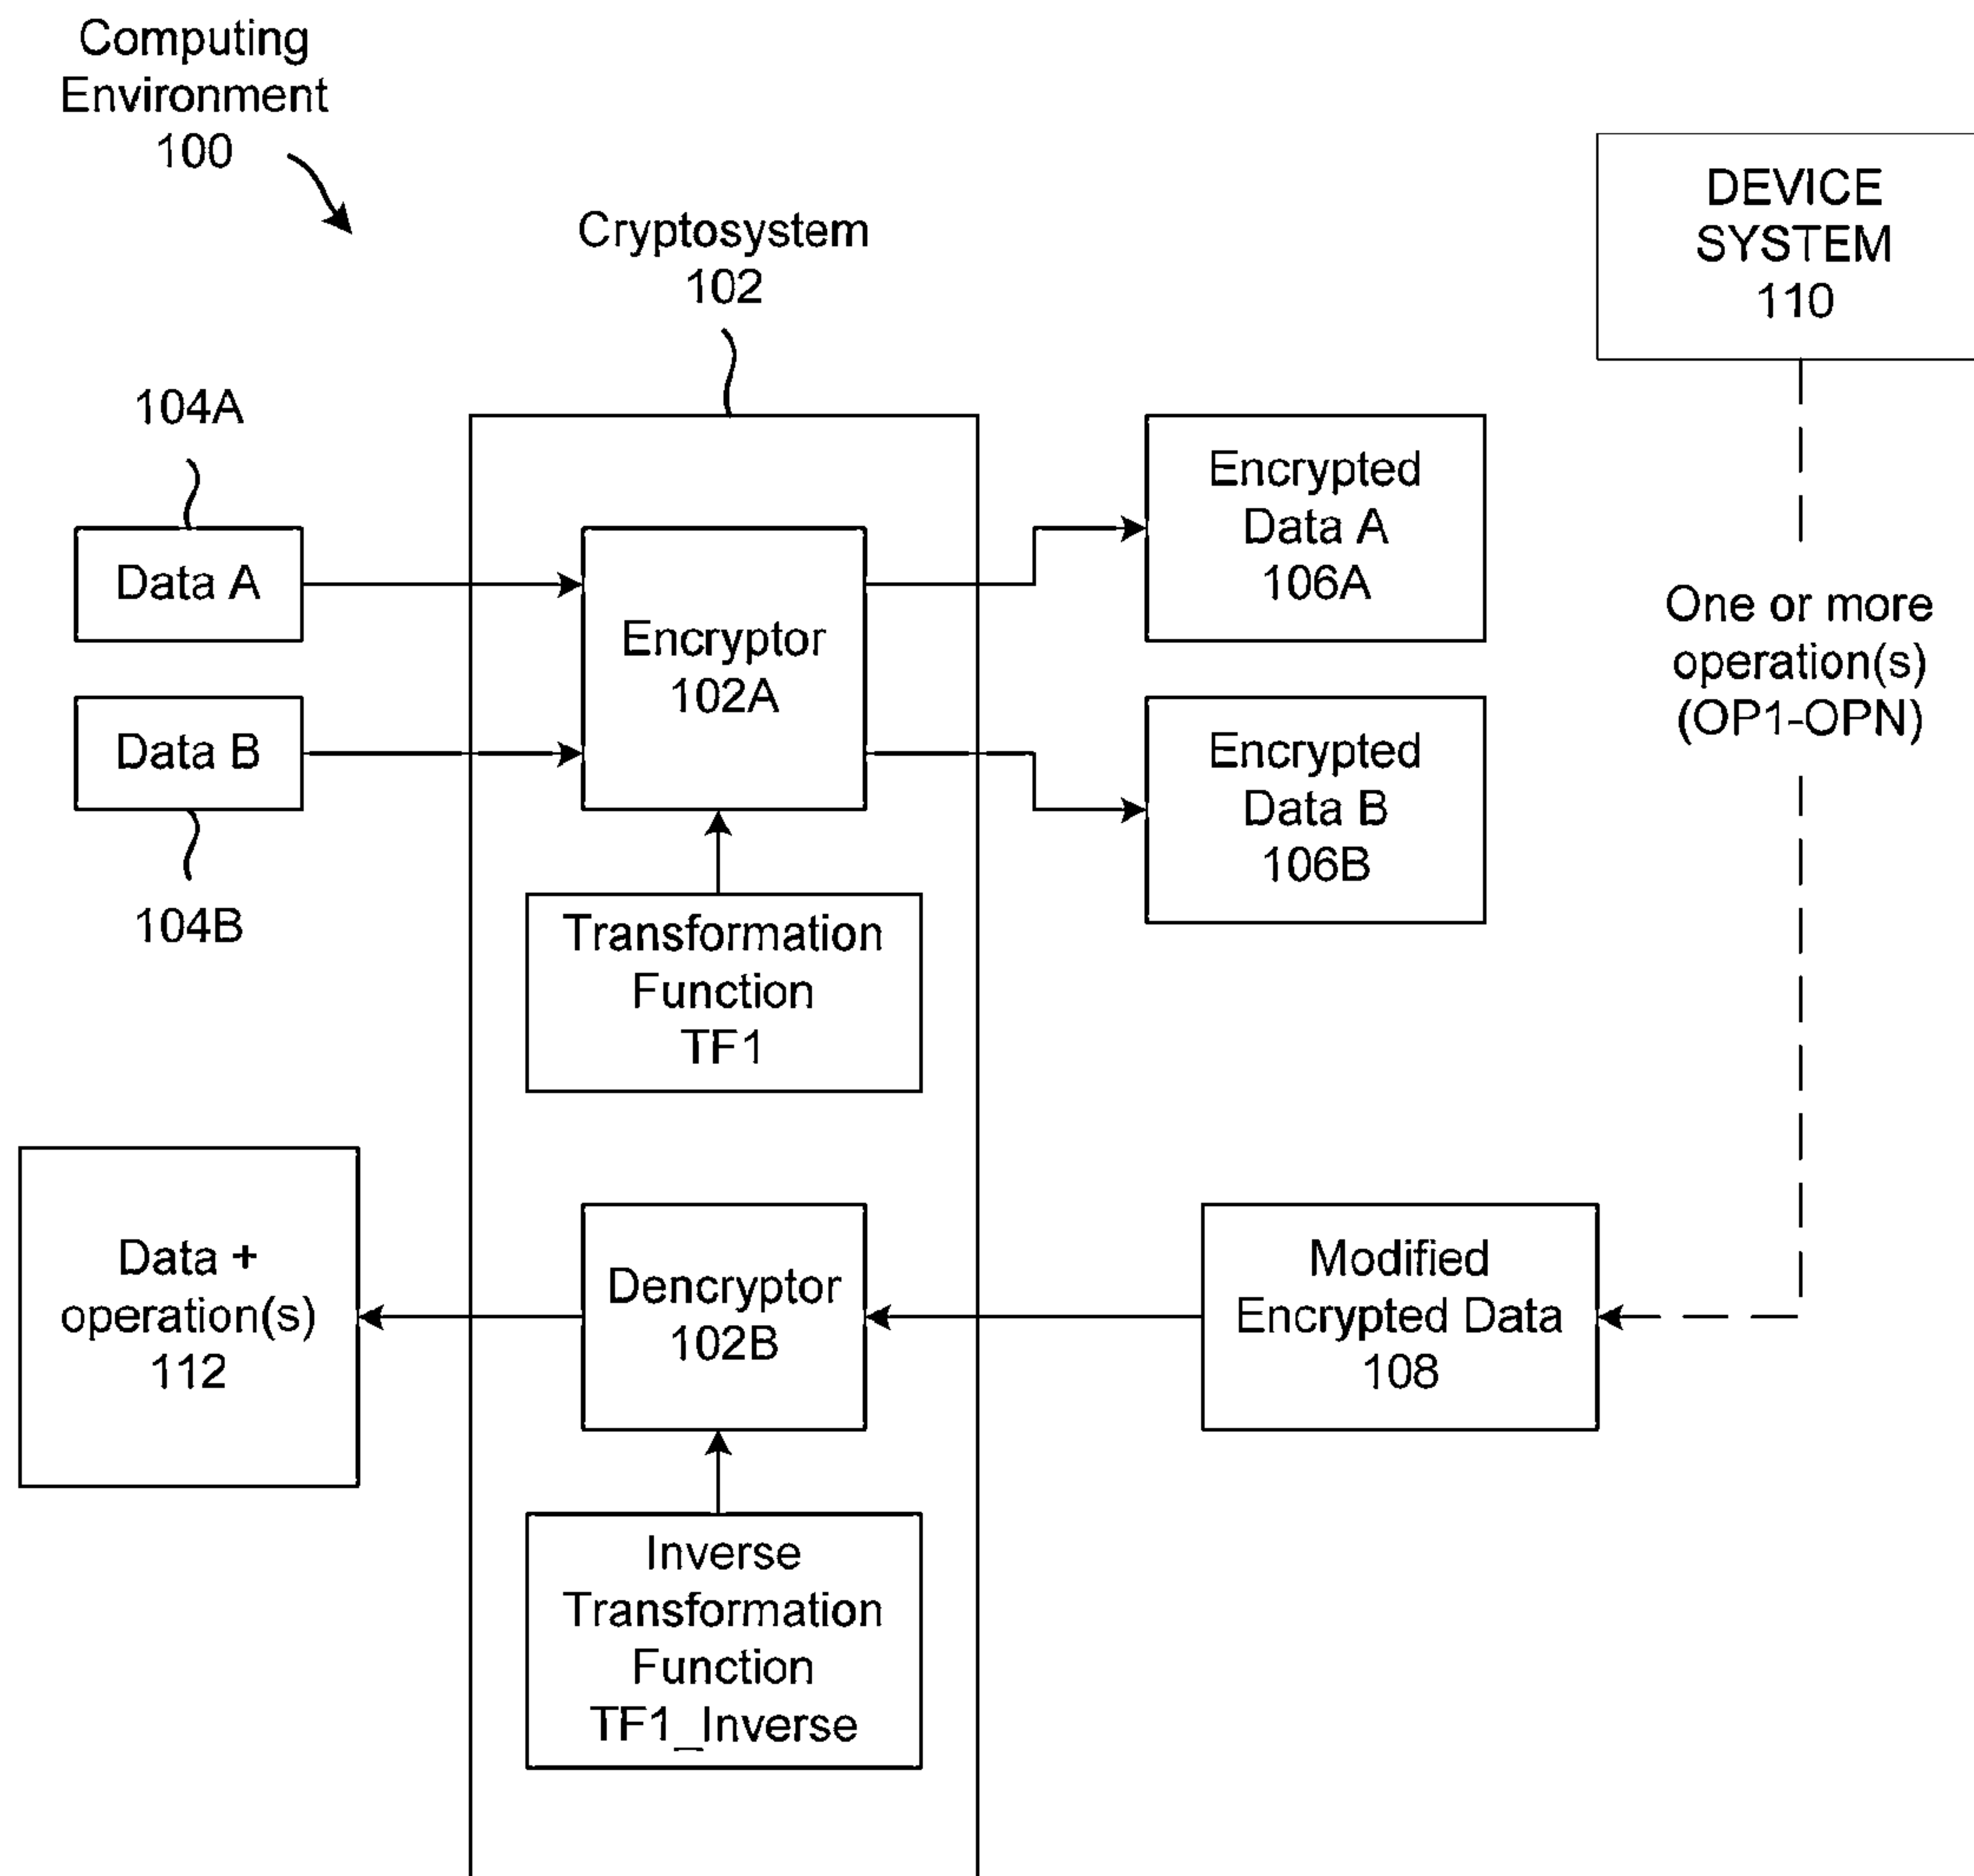 Computing
Environment
100
Cryptosystem
102
DEVICE
SYSTEM
110
104A
Data A
Data B
104B
Encryptor
102A
Encrypted
Data A
106A
Encrypted
Data B
106B
One or more
operation(s)
(OP1-OPN)
Transformation
Function
TF1
Data +
operation(s)
112
Dencryptor
102B
Modified
Encrypted Data
108
Inverse
Transformation
Function
TF1_Inverse